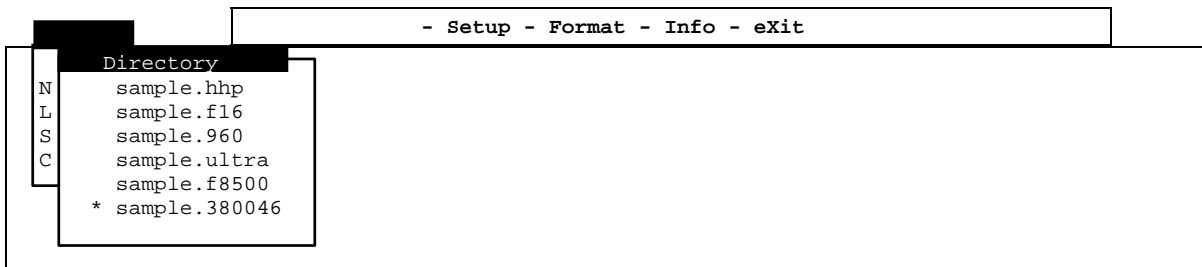 - Setup - Format - Info - eXit
Directory
N sample.hhp
L sample.f16
S sample.960
C sample.ultra
sample.f8500
* sample.380046